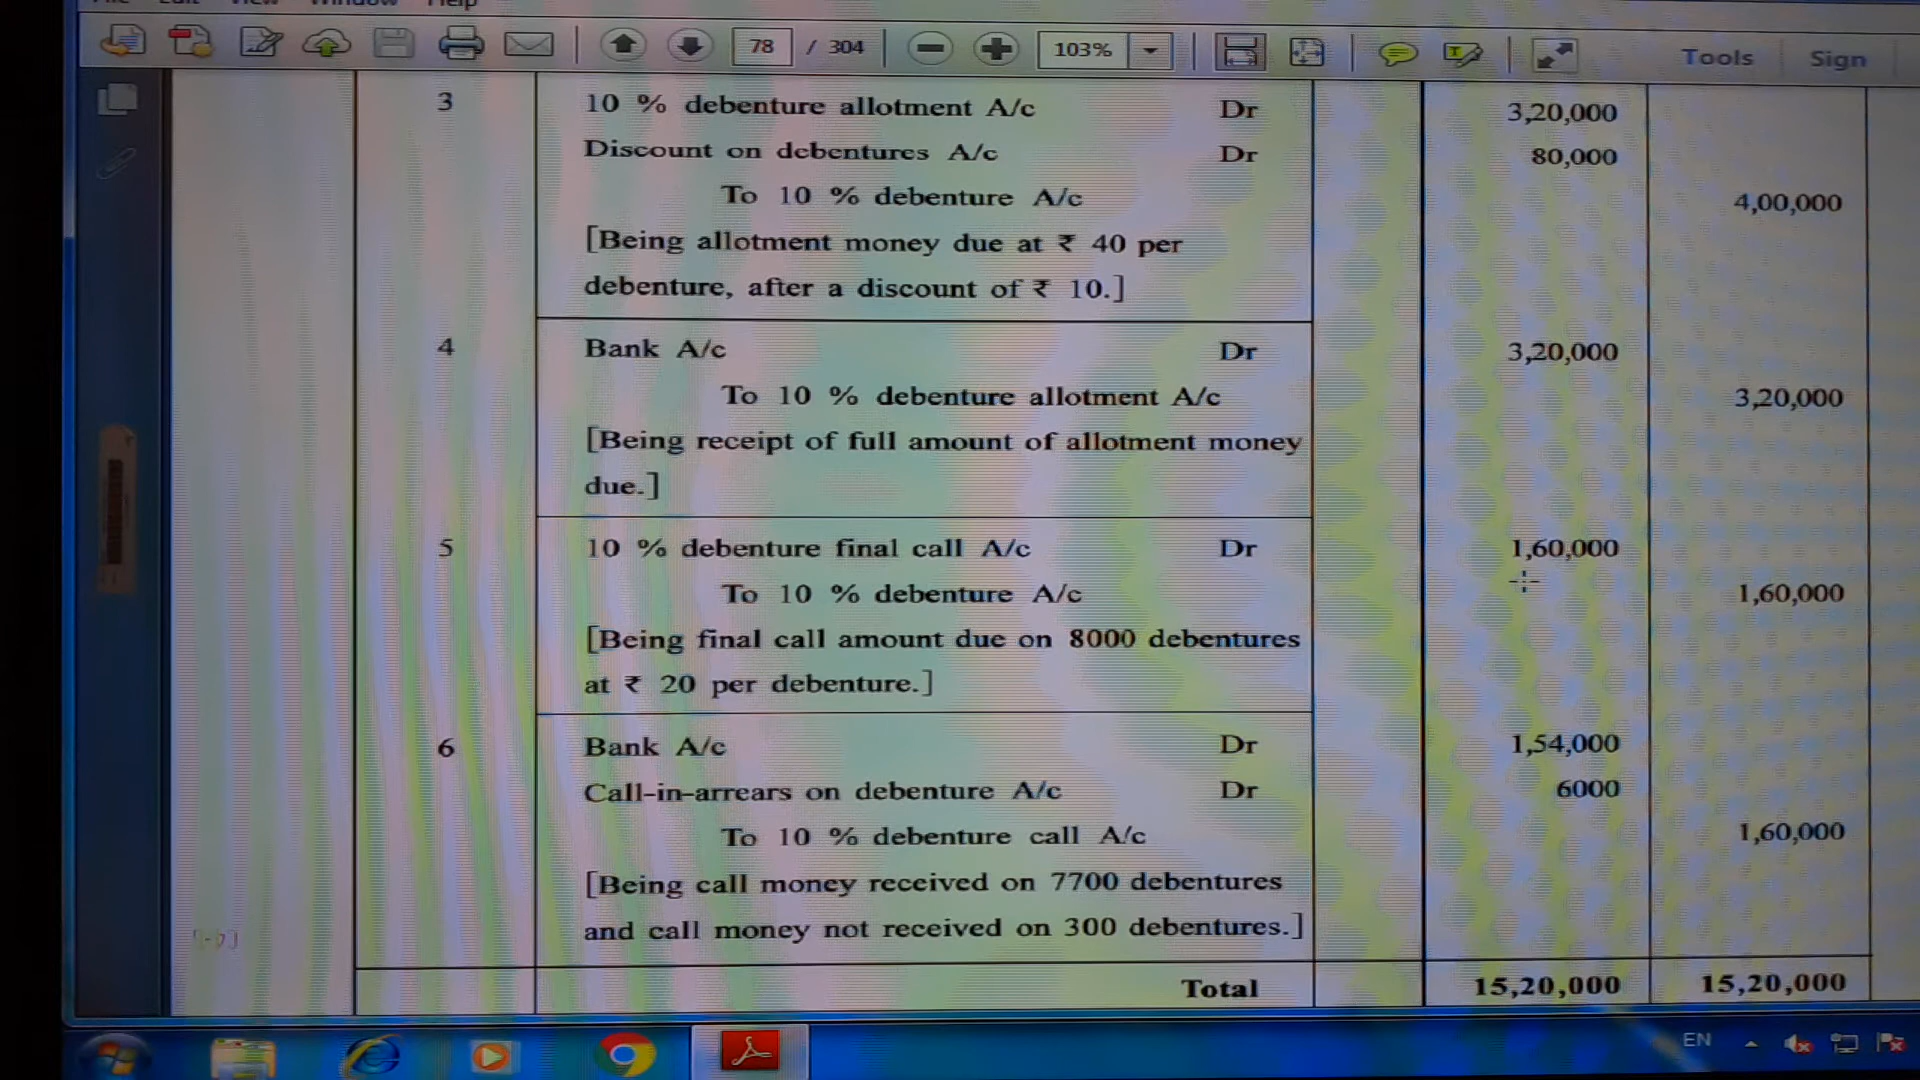 File Edit View Window Help
78 / 304 103% Tools Sign
3 10 % debenture allotment A/c Dr 3,20,000
Discount on debentures A/c Dr 80,000
To 10 % debenture A/c 4,00,000
[Being allotment money due at ₹ 40 per
debenture, after a discount of ₹ 10.]
4 Bank A/c Dr 3,20,000
To 10 % debenture allotment A/c 3,20,000
[Being receipt of full amount of allotment money
due.]
5 10 % debenture final call A/c Dr 1,60,000
To 10 % debenture A/c 1,60,000
[Being final call amount due on 8000 debentures
at ₹ 20 per debenture.]
6 Bank A/c Dr 1,54,000
Call-in-arrears on debenture A/c Dr 6000
To 10 % debenture call A/c 1,60,000
[Being call money received on 7700 debentures
and call money not received on 300 debentures.]
Total 15,20,000 15,20,000
EN